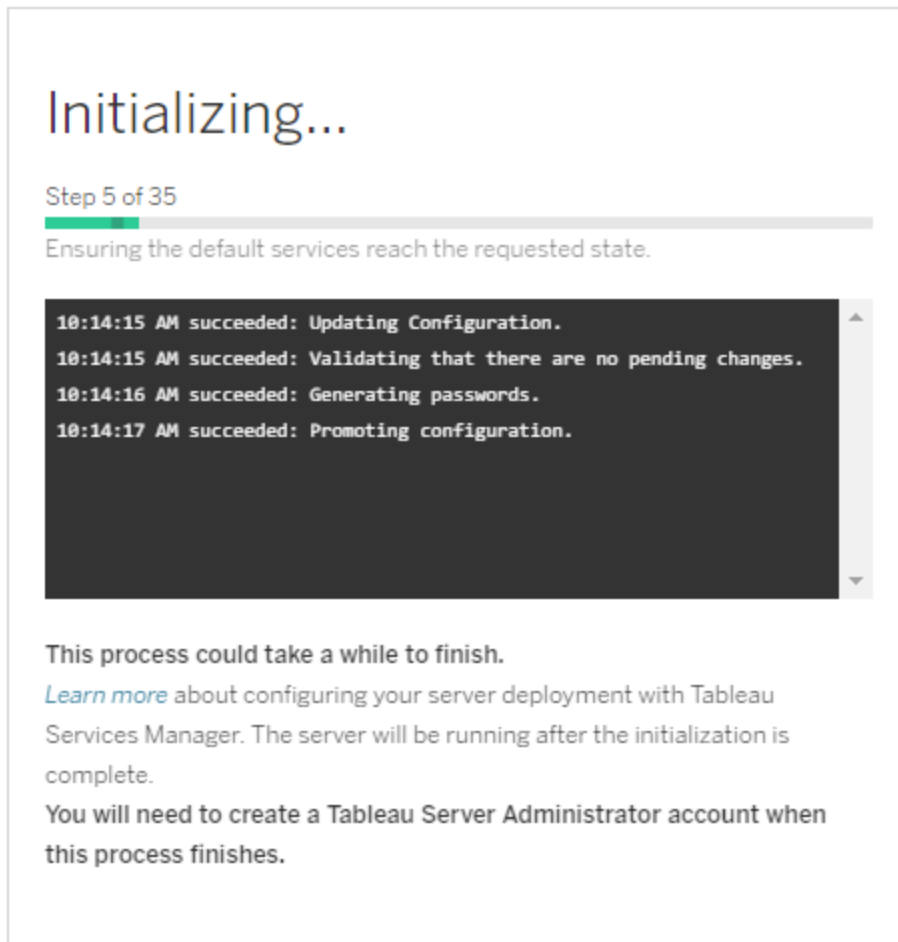 Initializing...
Step 5 of 35
Ensuring the default services reach the requested state.
10:14:15 AM succeeded: Updating Configuration.
10:14:15 AM succeeded: Validating that there are no pending changes.
10:14:16 AM succeeded: Generating passwords.
10:14:17 AM succeeded: Promoting configuration.
This process could take a while to finish.
Learn more about configuring your server deployment with Tableau
Services Manager. The server will be running after the initialization is
complete.
You will need to create a Tableau Server Administrator account when
this process finishes.